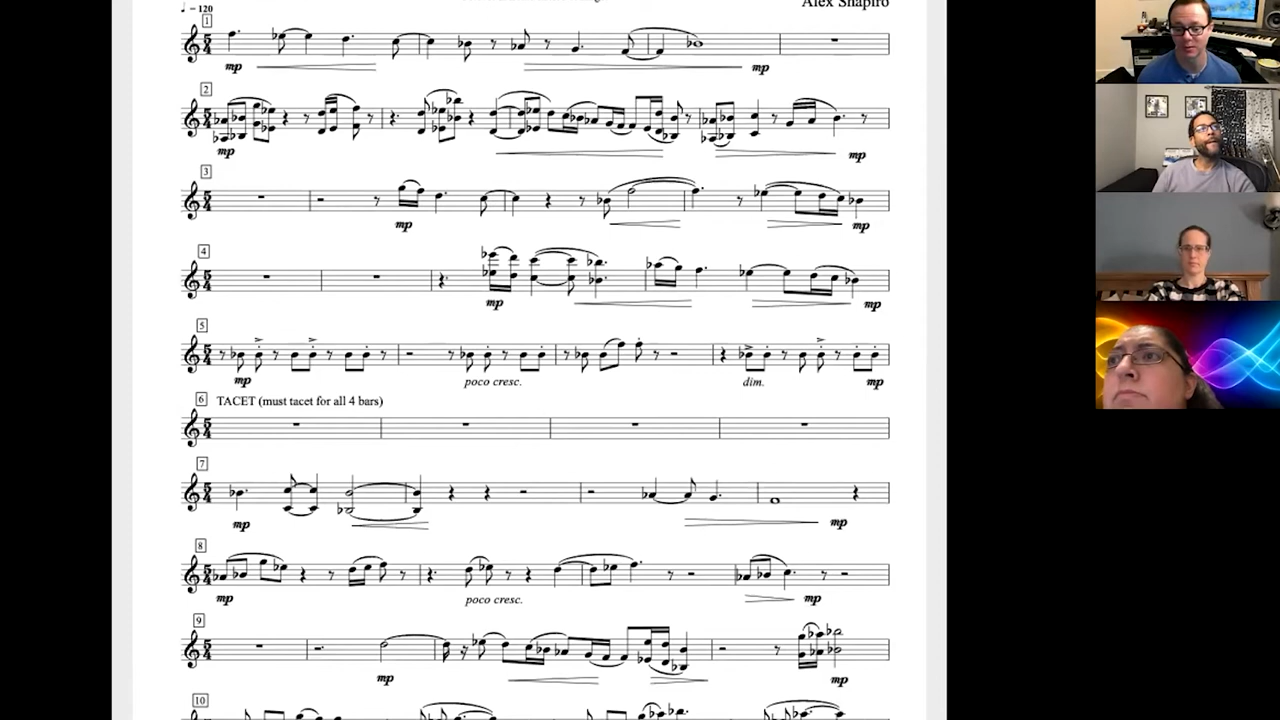 ♩ = 120
Alex Shapiro
1
mp mp
2
mp mp
3
mp mp
4
mp mp
5
mp poco cresc. dim. mp
6 TACET (must tacet for all 4 bars)
7
mp mp
8
mp poco cresc. mp
9
mp mp
10